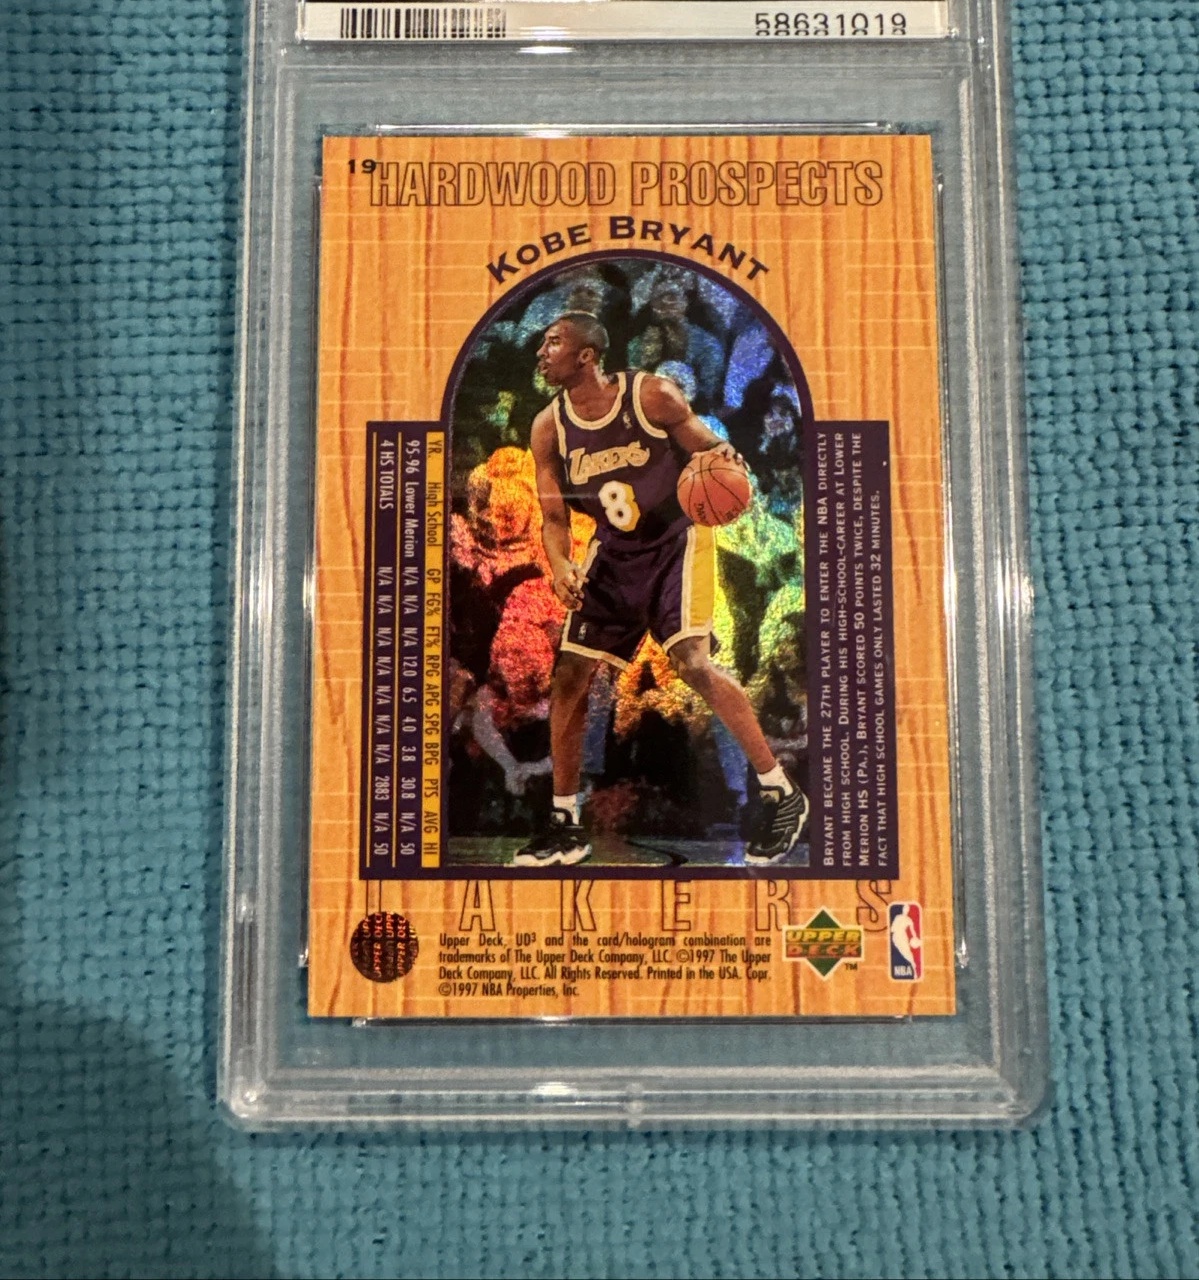 58631019
19
HARDWOOD PROSPECTS
KOBE BRYANT
YR. High School GP FG% FT% RPG APG SPG BPG PTS AVG HI
95-96 Lower Merion N/A N/A N/A 12.0 6.5 4.0 3.8 30.8 N/A 50
4 HS TOTALS N/A N/A N/A N/A N/A N/A N/A 2883 N/A 50
LAKERS
8
BRYANT BECAME THE 27TH PLAYER TO ENTER THE NBA DIRECTLY
FROM HIGH SCHOOL. DURING HIS HIGH-SCHOOL-CAREER AT LOWER
MERION HS (PA.), BRYANT SCORED 50 POINTS TWICE, DESPITE THE
FACT THAT HIGH SCHOOL GAMES ONLY LASTED 32 MINUTES.
LAKERS
UPPER DECK
Upper Deck, UD³ and the card/hologram combination are
trademarks of The Upper Deck Company, LLC. ©1997 The Upper
Deck Company, LLC. All Rights Reserved. Printed in the USA. Copr.
©1997 NBA Properties, Inc.
UPPER
DECK
TM
NBA